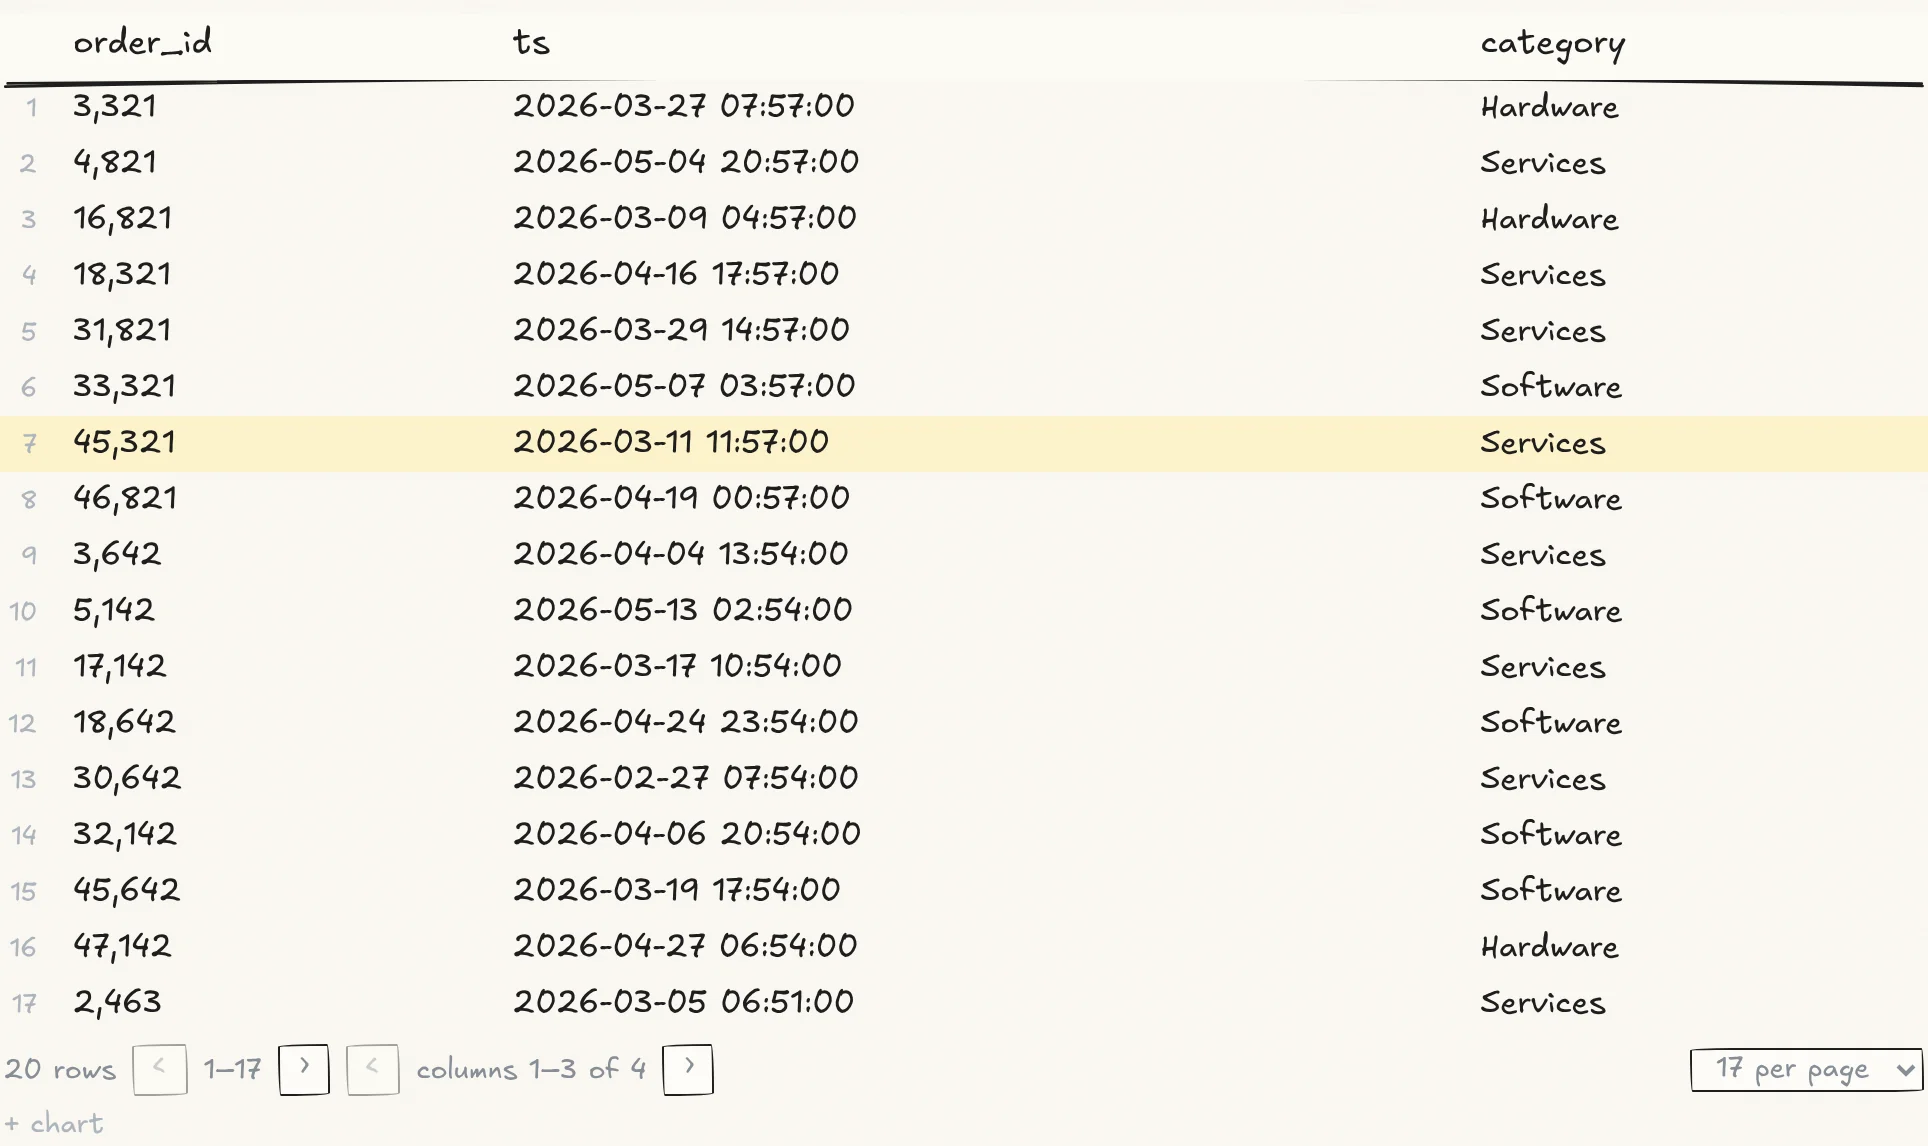 order_id ts category
1 3,321 2026-03-27 07:57:00 Hardware
2 4,821 2026-05-04 20:57:00 Services
3 16,821 2026-03-09 04:57:00 Hardware
4 18,321 2026-04-16 17:57:00 Services
5 31,821 2026-03-29 14:57:00 Services
6 33,321 2026-05-07 03:57:00 Software
7 45,321 2026-03-11 11:57:00 Services
8 46,821 2026-04-19 00:57:00 Software
9 3,642 2026-04-04 13:54:00 Services
10 5,142 2026-05-13 02:54:00 Software
11 17,142 2026-03-17 10:54:00 Services
12 18,642 2026-04-24 23:54:00 Software
13 30,642 2026-02-27 07:54:00 Services
14 32,142 2026-04-06 20:54:00 Software
15 45,642 2026-03-19 17:54:00 Software
16 47,142 2026-04-27 06:54:00 Hardware
17 2,463 2026-03-05 06:51:00 Services
20 rows < 1–17 > < columns 1–3 of 4 > 17 per page
+ chart